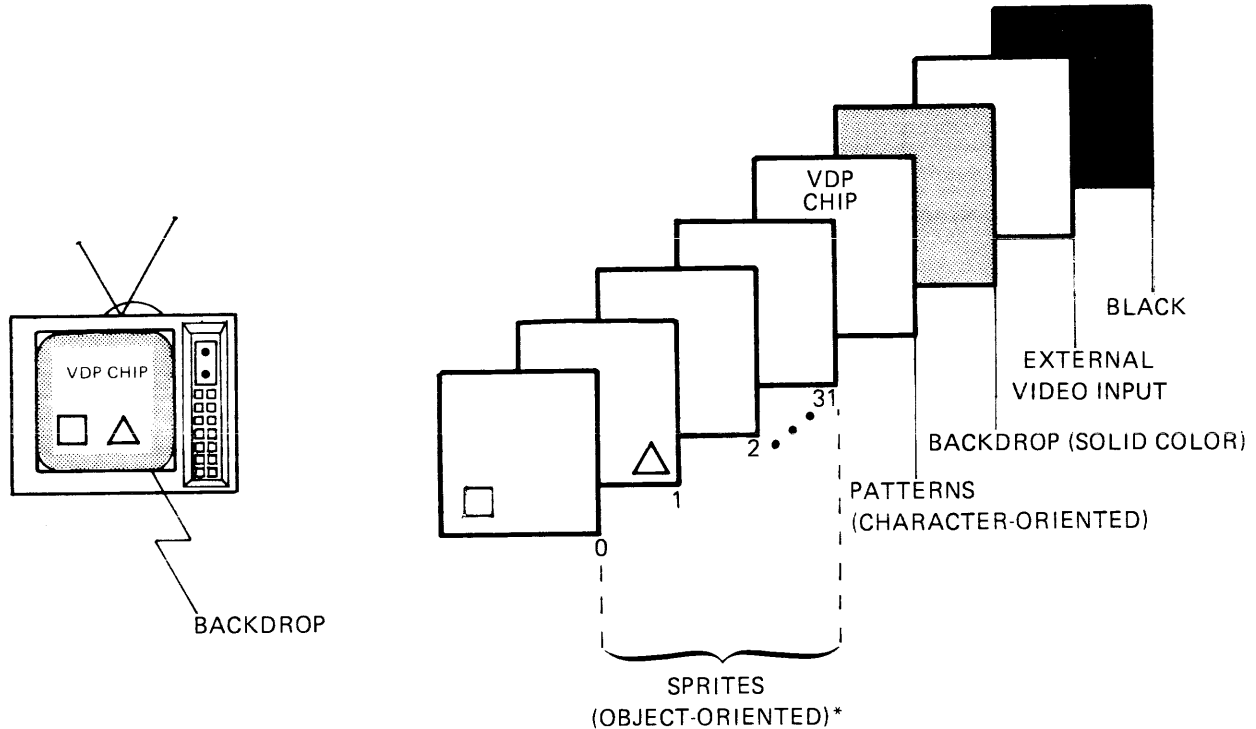 VDP CHIP
BACKDROP
VDP
CHIP
0
1
2
31
SPRITES
(OBJECT-ORIENTED)*
PATTERNS
(CHARACTER-ORIENTED)
BACKDROP (SOLID COLOR)
EXTERNAL
VIDEO INPUT
BLACK